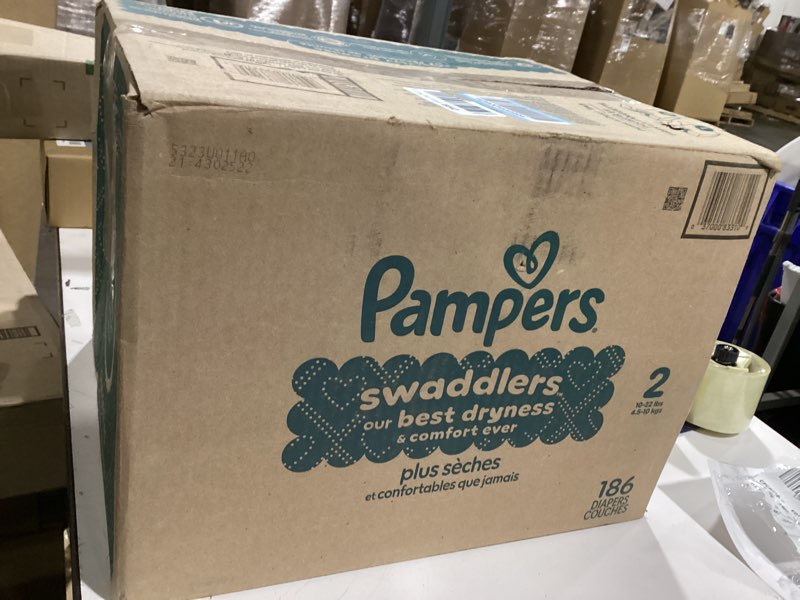 Pampers
swaddlers
our best dryness
& comfort ever
plus sèches
et confortables que jamais
2
10-22 lbs
4.5-10 kgs
186
DIAPERS
COUCHES